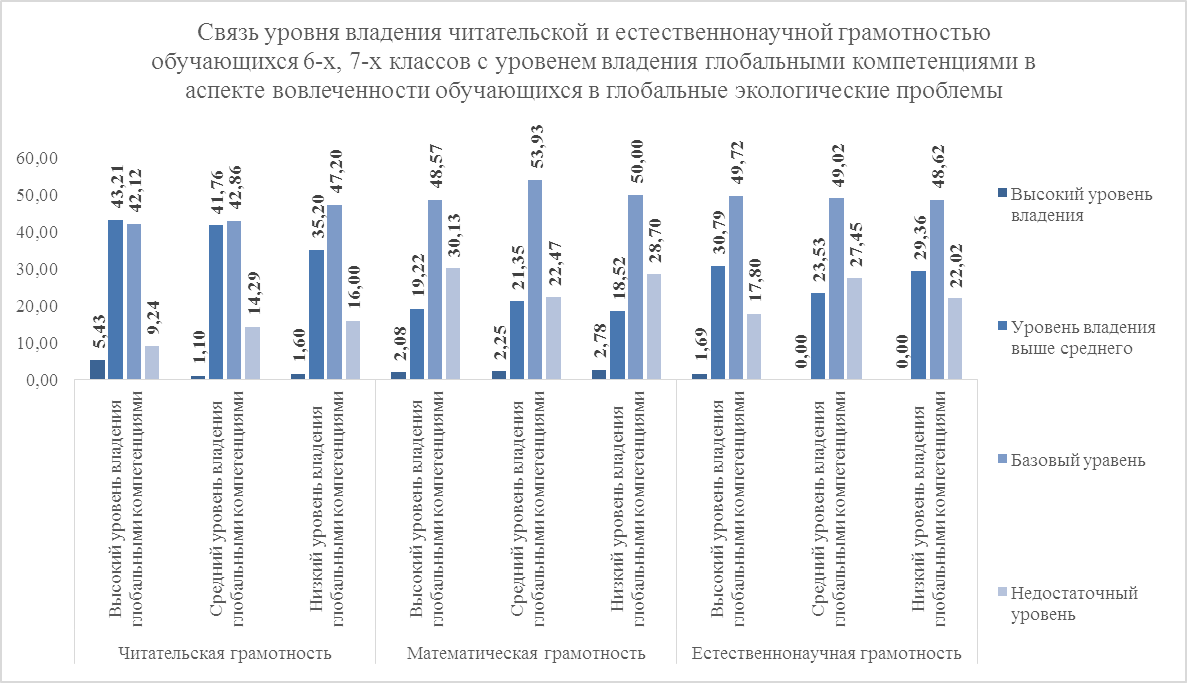 Связь уровня владения читательской и естественнонаучной грамотностью
обучающихся 6-х, 7-х классов с уровенем владения глобальными компетенциями в
аспекте вовлеченности обучающихся в глобальные экологические проблемы
60,00
50,00
40,00
30,00
20,00
10,00
0,00
5,43
43,21
42,12
9,24
1,10
41,76
42,86
14,29
1,60
35,20
47,20
16,00
2,08
19,22
48,57
30,13
2,25
21,35
53,93
22,47
2,78
18,52
50,00
28,70
1,69
30,79
49,72
17,80
0,00
23,53
49,02
27,45
0,00
29,36
48,62
22,02
Высокий уровень владения
глобальными компетенциями
Средний уровень владения
глобальными компетенциями
Низкий уровень владения
глобальными компетенциями
Высокий уровень владения
глобальными компетенциями
Средний уровень владения
глобальными компетенциями
Низкий уровень владения
глобальными компетенциями
Высокий уровень владения
глобальными компетенциями
Средний уровень владения
глобальными компетенциями
Низкий уровень владения
глобальными компетенциями
Читательская грамотность
Математическая грамотность
Естественнонаучная грамотность
Высокий уровень
владения
Уровень владения
выше среднего
Базовый уравень
Недостаточный
уровень